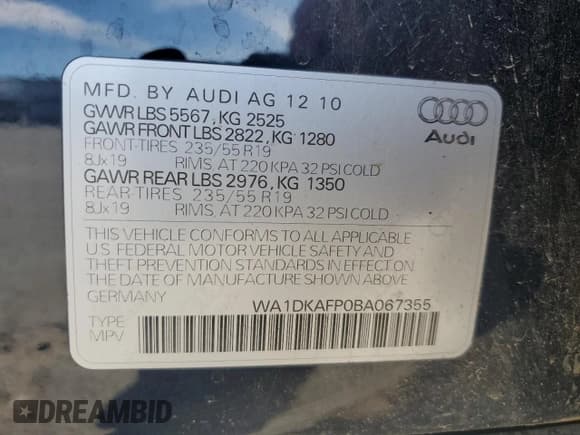 MFD. BY AUDI AG 12 10
GVWR LBS 5567, KG 2525
GAWR FRONT LBS 2822, KG 1280
FRONT-TIRES 235/55 R19
8Jx19 RIMS, AT 220 KPA 32 PSI COLD
GAWR REAR LBS 2976, KG 1350
REAR TIRES 235/55 R19
8Jx19 RIMS, AT 220 KPA 32 PSI COLD
Audi
THIS VEHICLE CONFORMS TO ALL APPLICABLE
U.S. FEDERAL MOTOR VEHICLE SAFETY AND
THEFT PREVENTION STANDARDS IN EFFECT ON
THE DATE OF MANUFACTURE SHOWN ABOVE.
GERMANY WA1DKAFP0BA067355
TYPE
MPV
DREAMBID